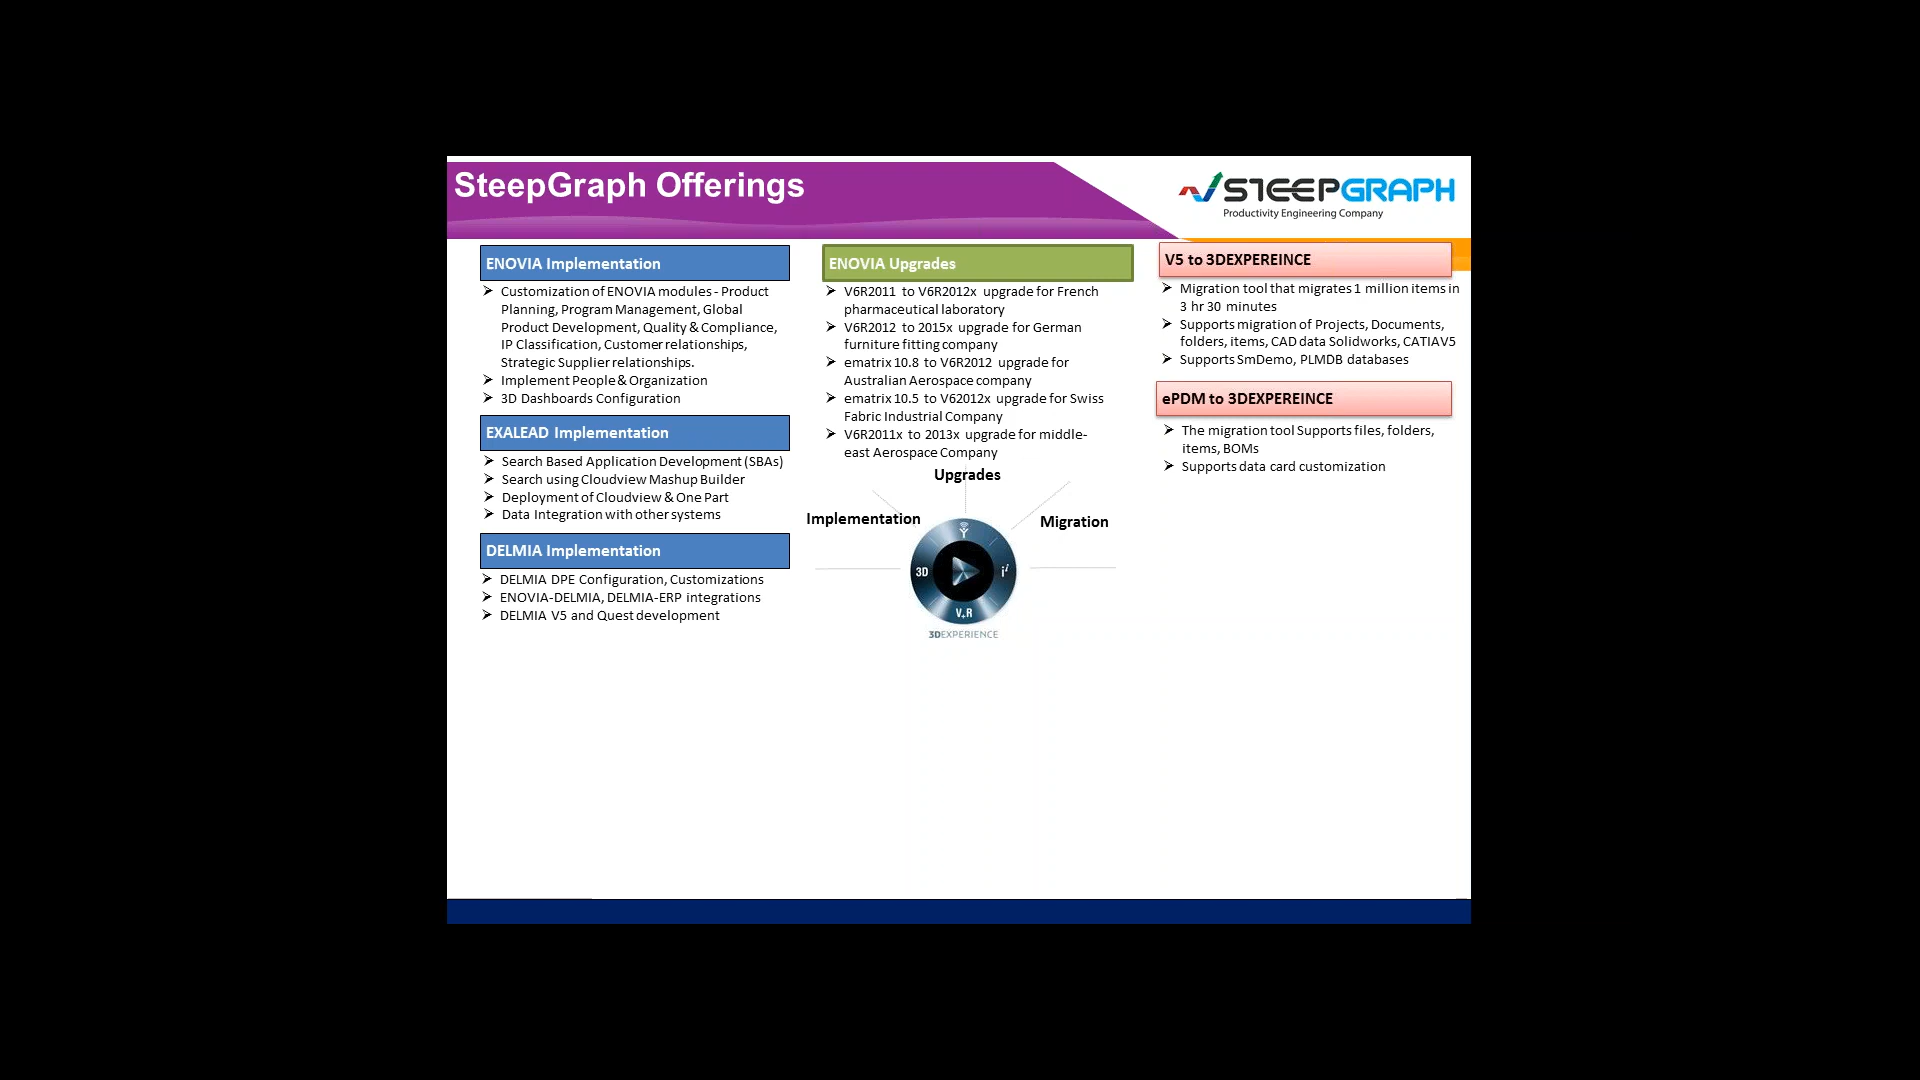 SteepGraph Offerings
STEEPGRAPH
Productivity Engineering Company
ENOVIA Implementation
Customization of ENOVIA modules - Product
Planning, Program Management, Global
Product Development, Quality & Compliance,
IP Classification, Customer relationships,
Strategic Supplier relationships.
Implement People & Organization
3D Dashboards Configuration
EXALEAD Implementation
Search Based Application Development (SBAs)
Search using Cloudview Mashup Builder
Deployment of Cloudview & One Part
Data Integration with other systems
DELMIA Implementation
DELMIA DPE Configuration, Customizations
ENOVIA-DELMIA, DELMIA-ERP integrations
DELMIA V5 and Quest development
ENOVIA Upgrades
V6R2011 to V6R2012x upgrade for French
pharmaceutical laboratory
V6R2012 to 2015x upgrade for German
furniture fitting company
ematrix 10.8 to V6R2012 upgrade for
Australian Aerospace company
ematrix 10.5 to V62012x upgrade for Swiss
Fabric Industrial Company
V6R2011x to 2013x upgrade for middle-
east Aerospace Company
Upgrades
Implementation
Migration
3D
i²
V+R
3DEXPERIENCE
V5 to 3DEXPEREINCE
Migration tool that migrates 1 million items in
3 hr 30 minutes
Supports migration of Projects, Documents,
folders, items, CAD data Solidworks, CATIAV5
Supports SmDemo, PLMDB databases
ePDM to 3DEXPEREINCE
The migration tool Supports files, folders,
items, BOMs
Supports data card customization